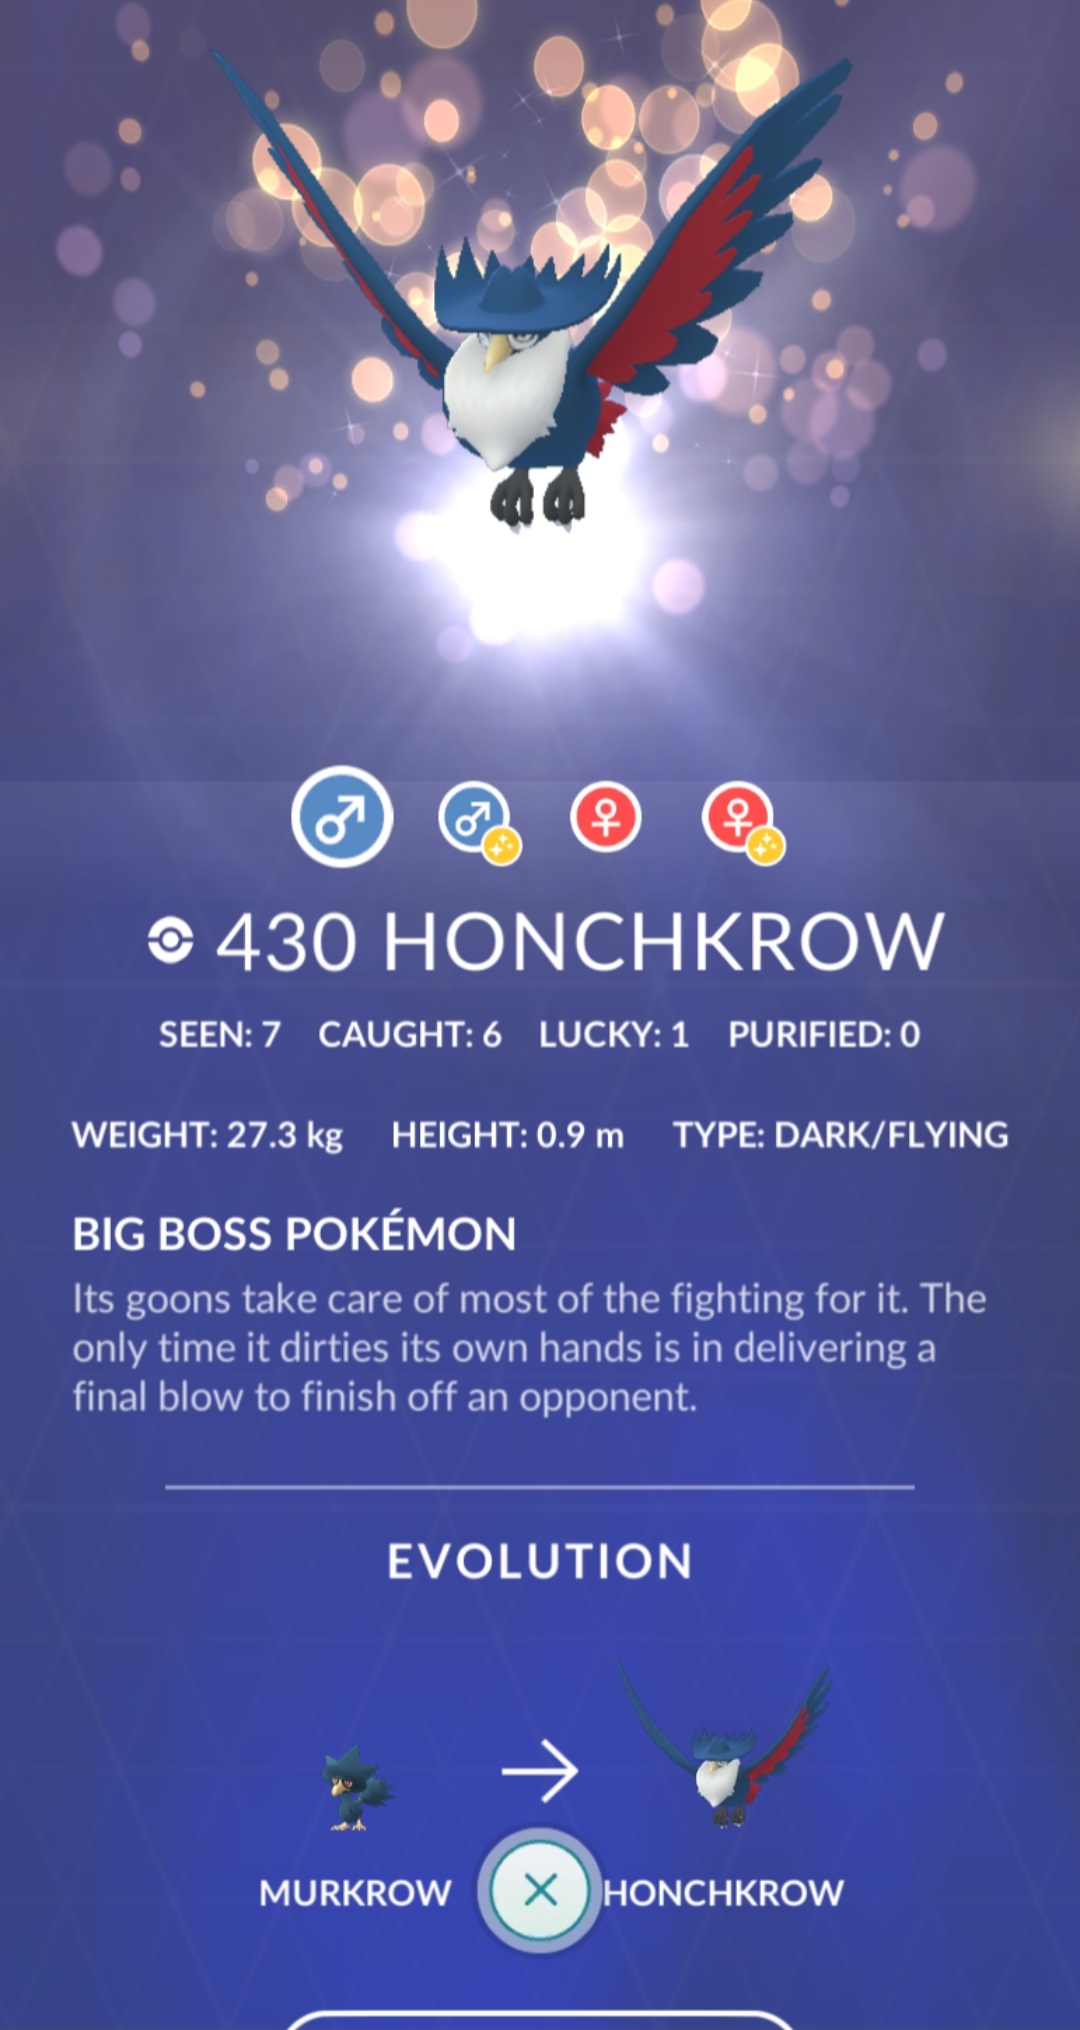 430 HONCHKROW
SEEN: 7 CAUGHT: 6 LUCKY: 1 PURIFIED: 0
WEIGHT: 27.3 kg HEIGHT: 0.9 m TYPE: DARK/FLYING
BIG BOSS POKÉMON
Its goons take care of most of the fighting for it. The
only time it dirties its own hands is in delivering a
final blow to finish off an opponent.
EVOLUTION
MURKROW HONCHKROW